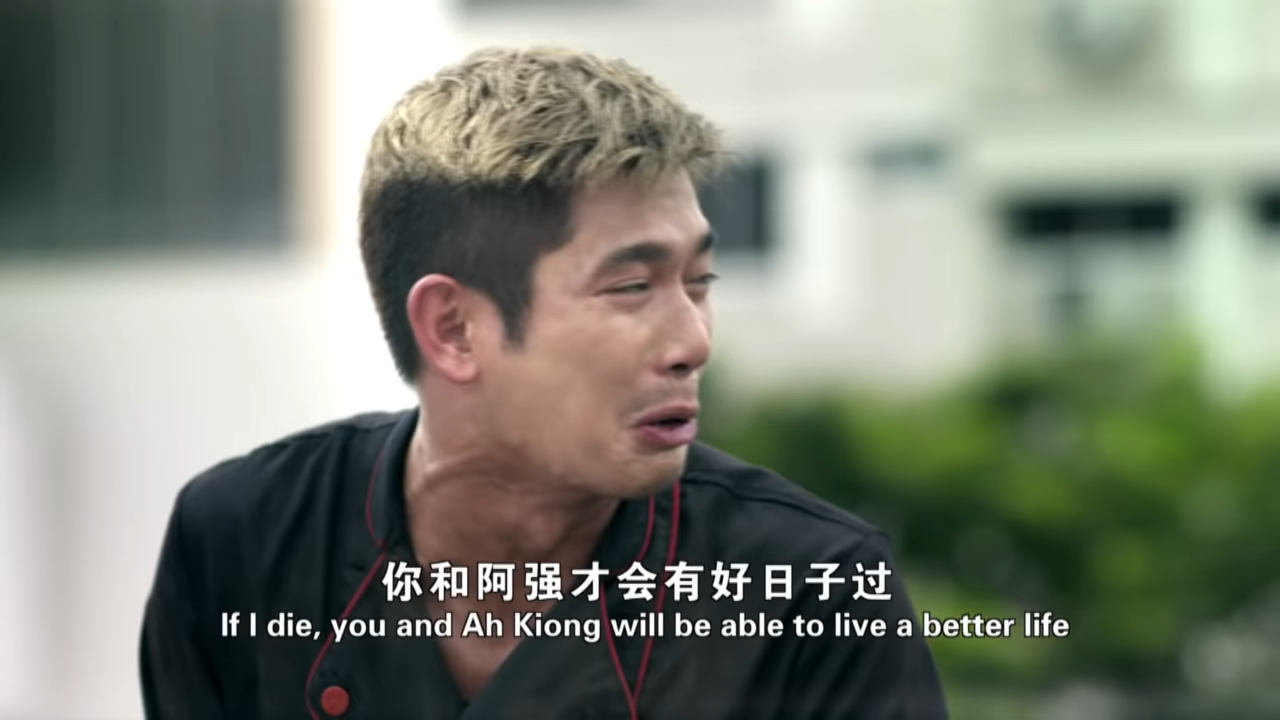 你和阿强才会有好日子过
If I die, you and Ah Kiong will be able to live a better life